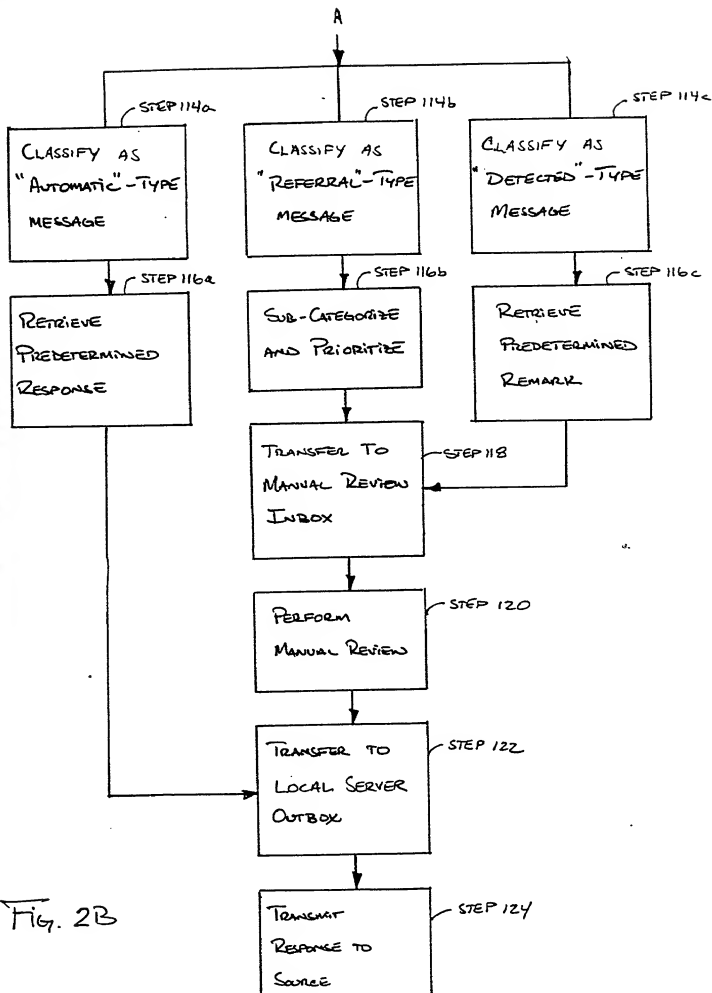 A
STEP 114a
CLASSIFY AS
"AUTOMATIC"-TYPE
MESSAGE
STEP 114b
CLASSIFY AS
"REFERRAL"-TYPE
MESSAGE
STEP 114c
CLASSIFY AS
"DETECTED"-TYPE
MESSAGE
STEP 116a
RETRIEVE
PREDETERMINED
RESPONSE
STEP 116b
SUB-CATEGORIZE
AND PRIORITIZE
STEP 116c
RETRIEVE
PREDETERMINED
REMARK
STEP 118
TRANSFER TO
MANUAL REVIEW
INBOX
STEP 120
PERFORM
MANUAL REVIEW
STEP 122
TRANSFER TO
LOCAL SERVER
OUTBOX
STEP 124
TRANSMIT
RESPONSE TO
SOURCE
FIG. 2B